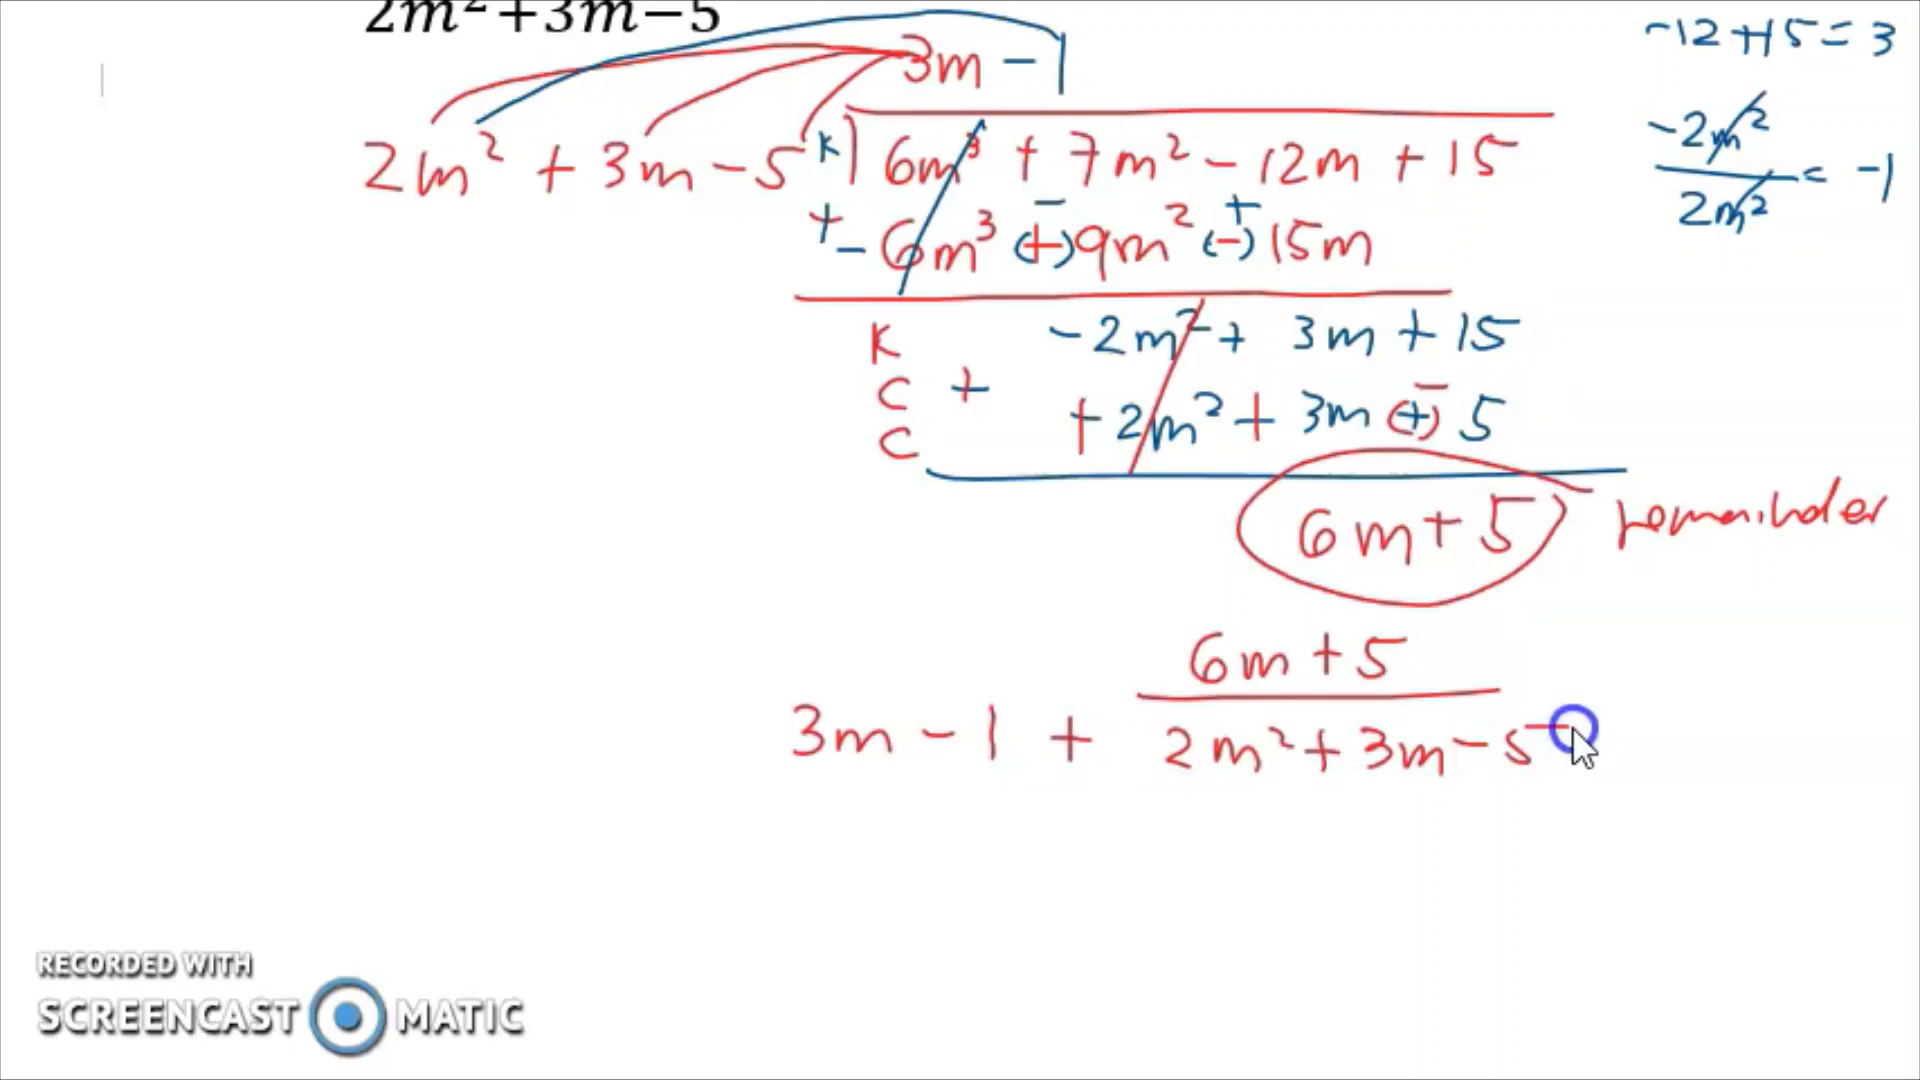 2m²+3m−5
-12+15=3
3m - 1
2m² + 3m - 5 K) 6m³ + 7m² - 12m + 15
-2m²/2m² = -1
- +
+ - 6m³ (+) 9m² (-) 15m
K -2m² + 3m + 15
C + -
C + 2m² + 3m (+) 5
6m + 5 remainder
6m + 5
3m - 1 + 2m² + 3m - 5
RECORDED WITH
SCREENCAST MATIC